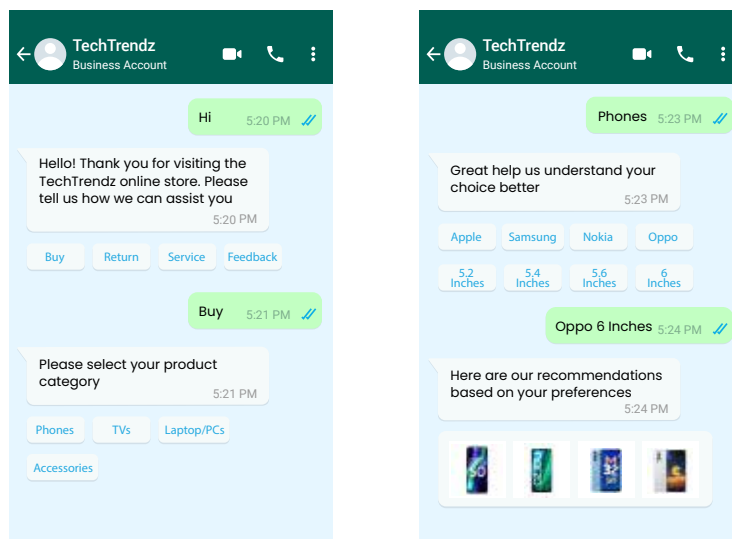 TechTrendz
Business Account
Hi 5:20 PM
Hello! Thank you for visiting the
TechTrendz online store. Please
tell us how we can assist you
5:20 PM
Buy Return Service Feedback
Buy 5:21 PM
Please select your product
category
5:21 PM
Phones TVs Laptop/PCs
Accessories
TechTrendz
Business Account
Phones 5:23 PM
Great help us understand your
choice better
5:23 PM
Apple Samsung Nokia Oppo
5.2 5.4 5.6 6
Inches Inches Inches Inches
Oppo 6 Inches 5:24 PM
Here are our recommendations
based on your preferences
5:24 PM